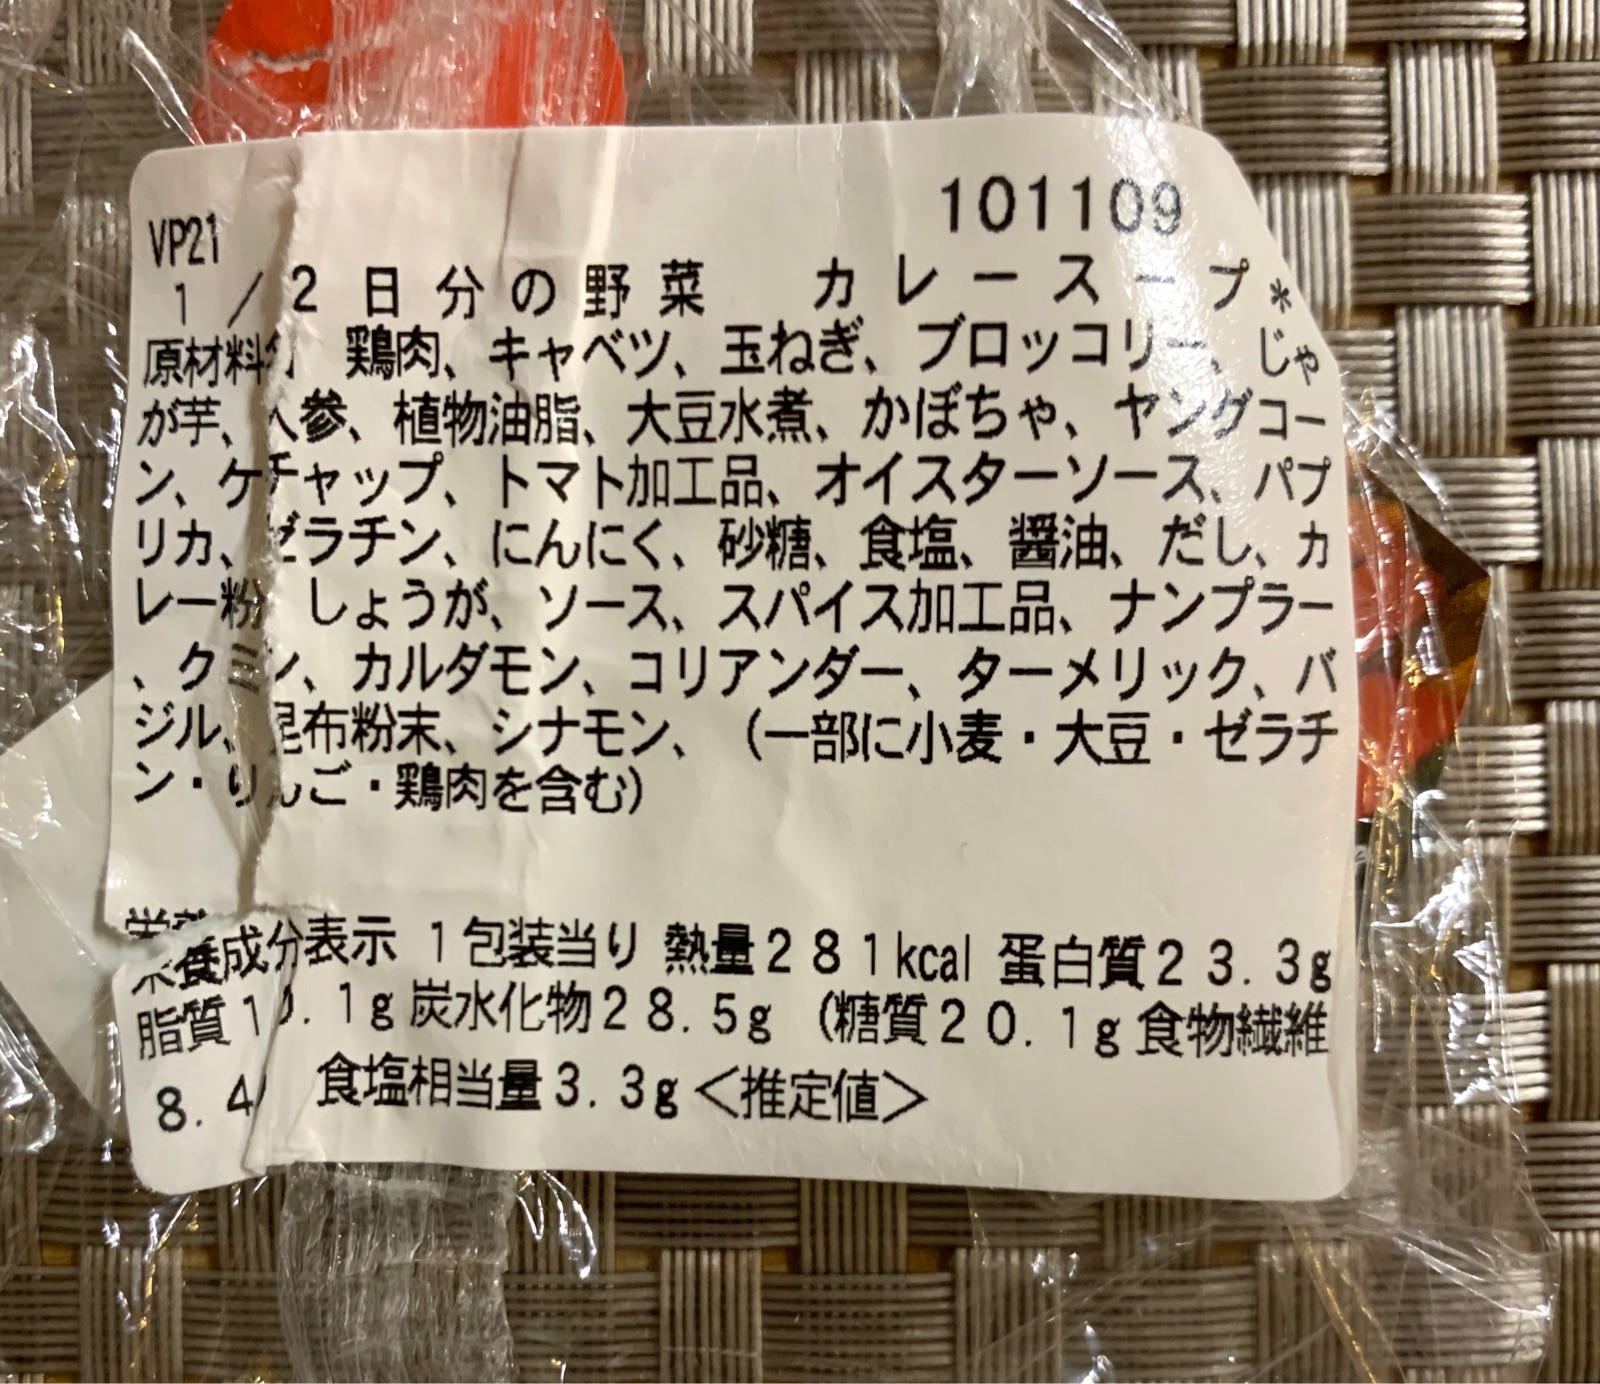 VP21 101109
1/2日分の野菜 カレースープ*
原材料 鶏肉、キャベツ、玉ねぎ、ブロッコリー、じゃ
が芋、人参、植物油脂、大豆水煮、かぼちゃ、ヤングコー
ン、ケチャップ、トマト加工品、オイスターソース、パプ
リカ、ゼラチン、にんにく、砂糖、食塩、醤油、だし、カ
レー粉 しょうが、ソース、スパイス加工品、ナンプラー
、クミン、カルダモン、コリアンダー、ターメリック、バ
ジル、昆布粉末、シナモン、（一部に小麦・大豆・ゼラチ
ン・りんご・鶏肉を含む）
栄養成分表示 1包装当り 熱量281kcal 蛋白質23.3g
脂質10.1g 炭水化物28.5g （糖質20.1g 食物繊維
8.4 食塩相当量3.3g＜推定値＞